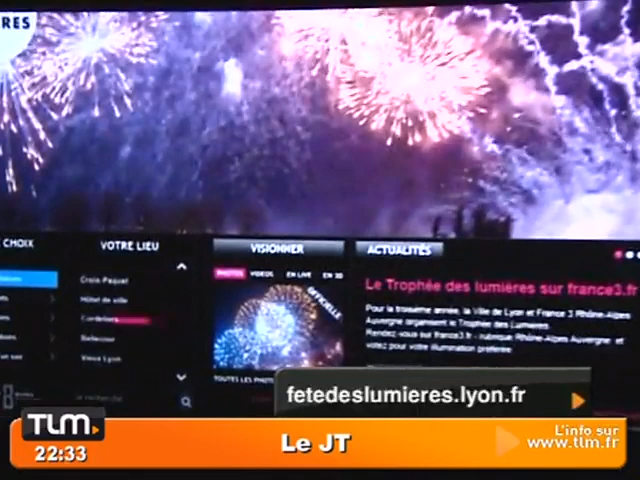 RES
CHOIX
VOTRE LIEU
VISIONNER
ACTUALITÉS
PHOTOS VIDEOS EN LIVE EN 3D
Hôtel de ville
Cordeliers
Bellecour
Vieux Lyon
OFFICIELLE
Le Trophée des lumières sur france3.fr
Pour la troisième année, la Ville de Lyon et France 3 Rhône-Alpes
Auvergne organisent le Trophée des Lumières.
Rendez-vous sur france3.fr - rubrique Rhône-Alpes Auvergne et
votez pour votre illumination préférée.
TOUTES LES PHOT
fetedeslumieres.lyon.fr
TLM
22:33
Le JT
L'info sur
www.tlm.fr